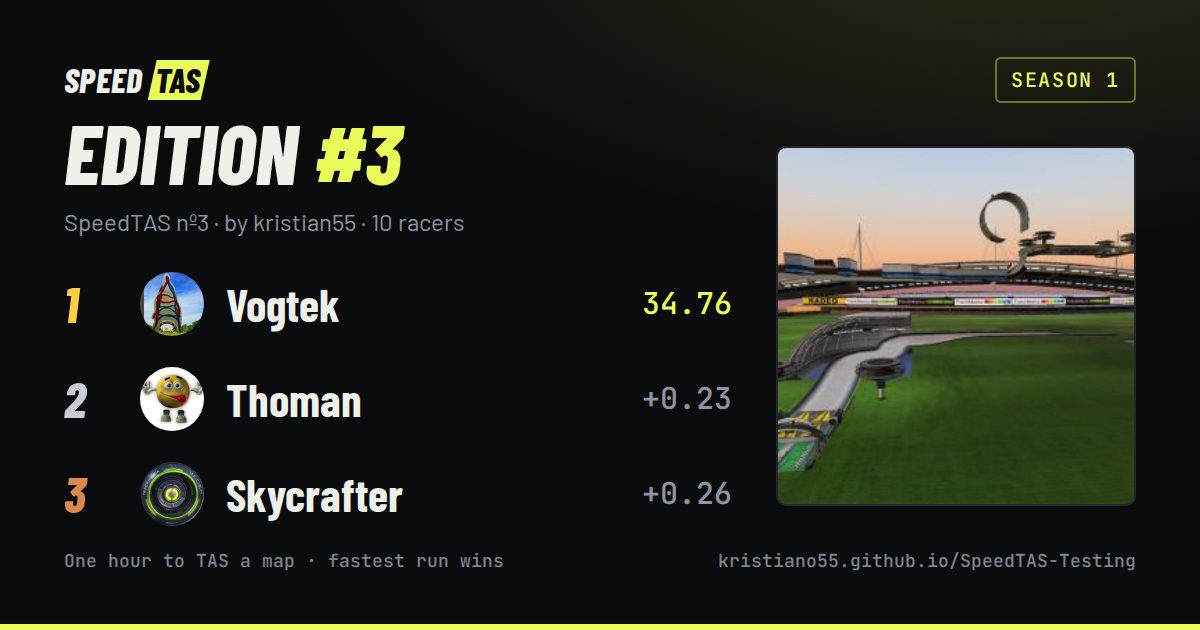 SPEED TAS
SEASON 1
EDITION #3
SpeedTAS nº3 · by kristian55 · 10 racers
1 Vogtek 34.76
2 Thoman +0.23
3 Skycrafter +0.26
One hour to TAS a map · fastest run wins
kristiano55.github.io/SpeedTAS-Testing